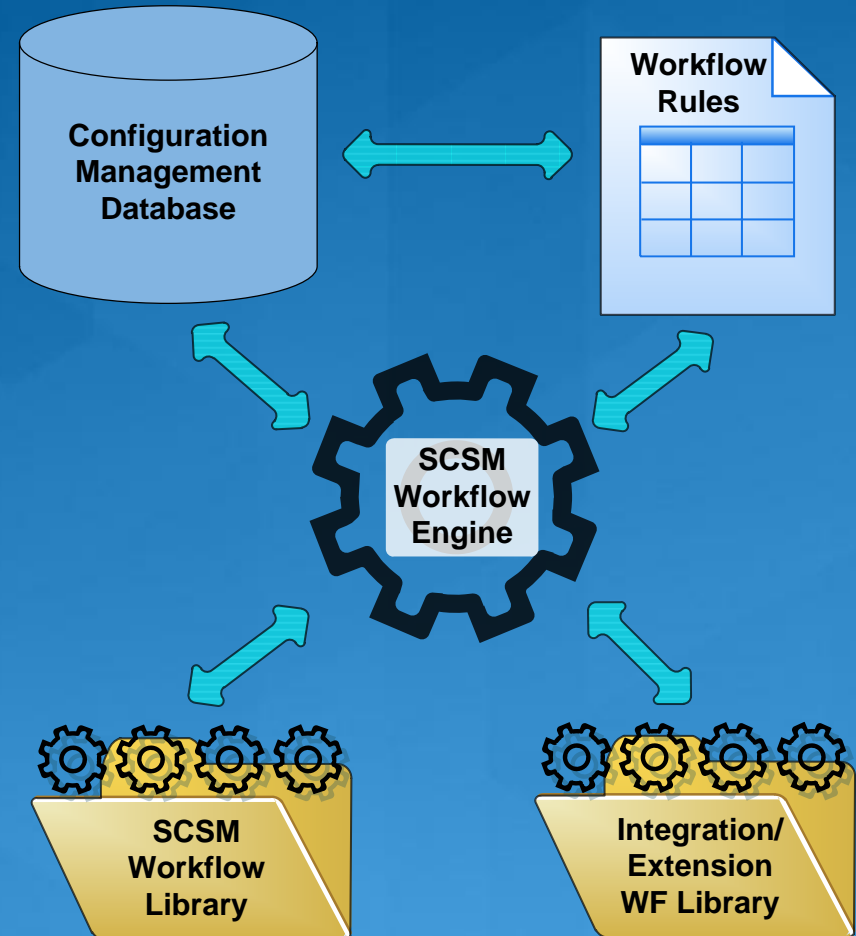 Configuration
Management
Database
Workflow
Rules
SCSM
Workflow
Engine
SCSM
Workflow
Library
Integration/
Extension
WF Library